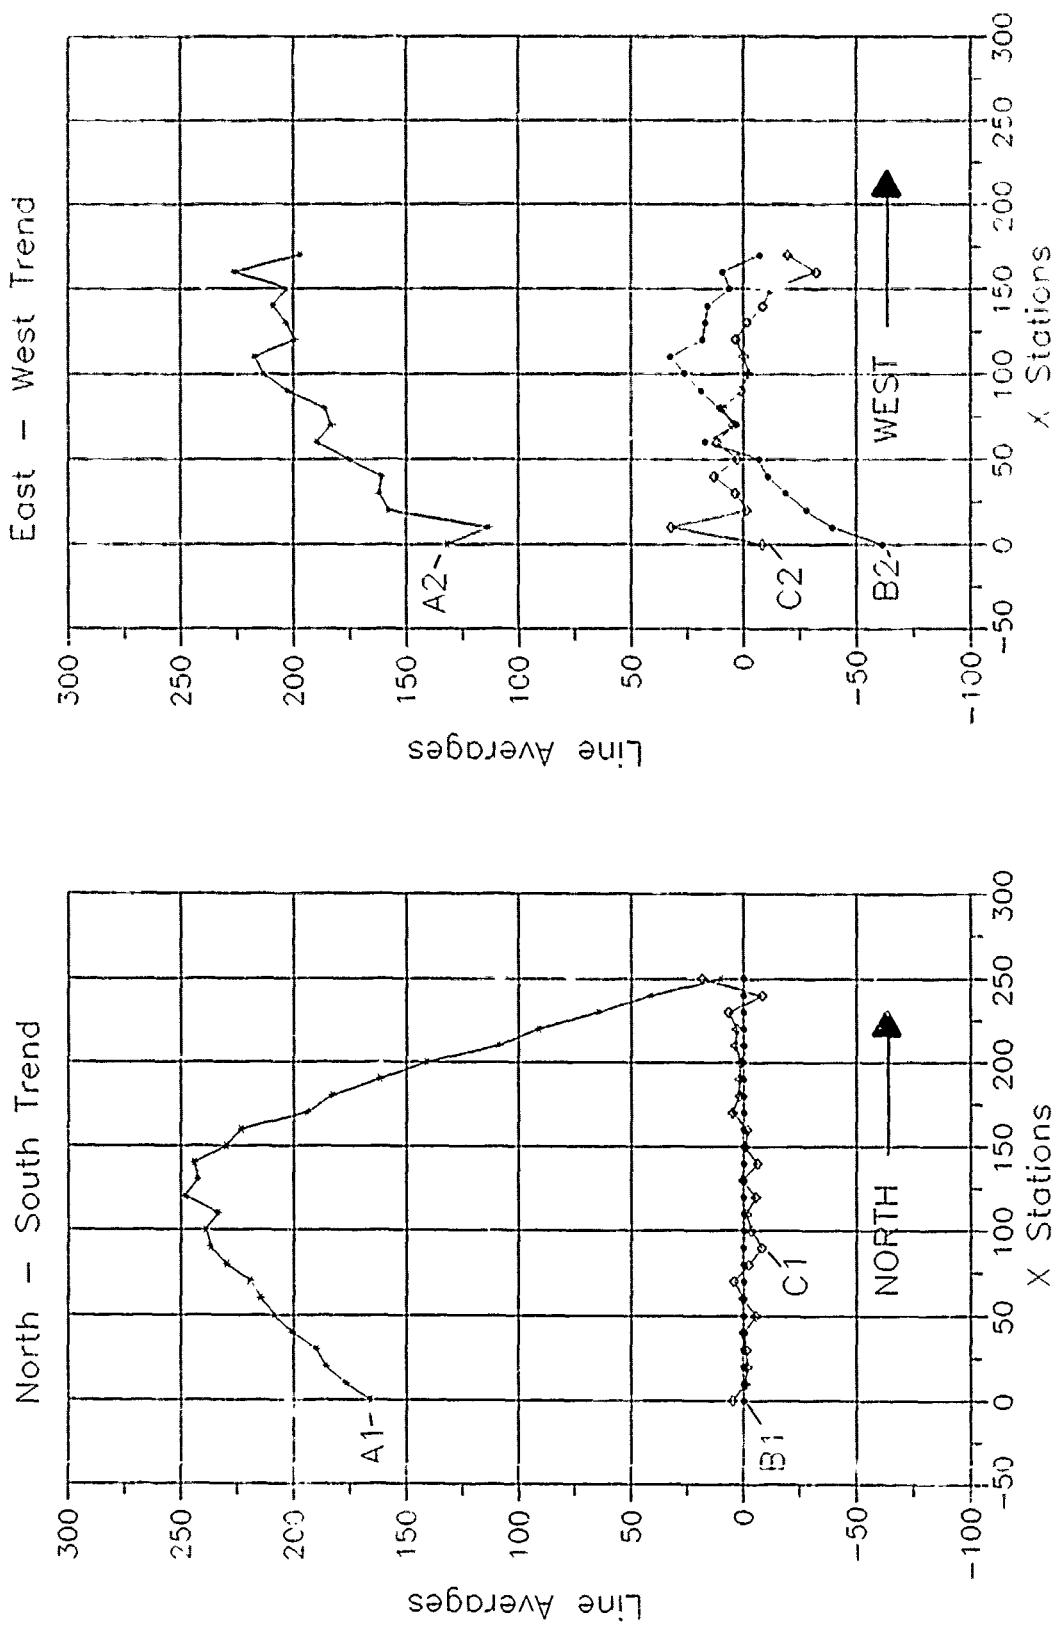 North - South Trend
300
250
200
150
100
50
0
-50
-100
Line Averages
A1
B1
C1
NORTH
-50 0 50 100 150 200 250 300
X Stations
East - West Trend
300
250
200
150
100
50
0
-50
-100
Line Averages
A2
C2
B2
WEST
-50 0 50 100 150 200 250 300
X Stations